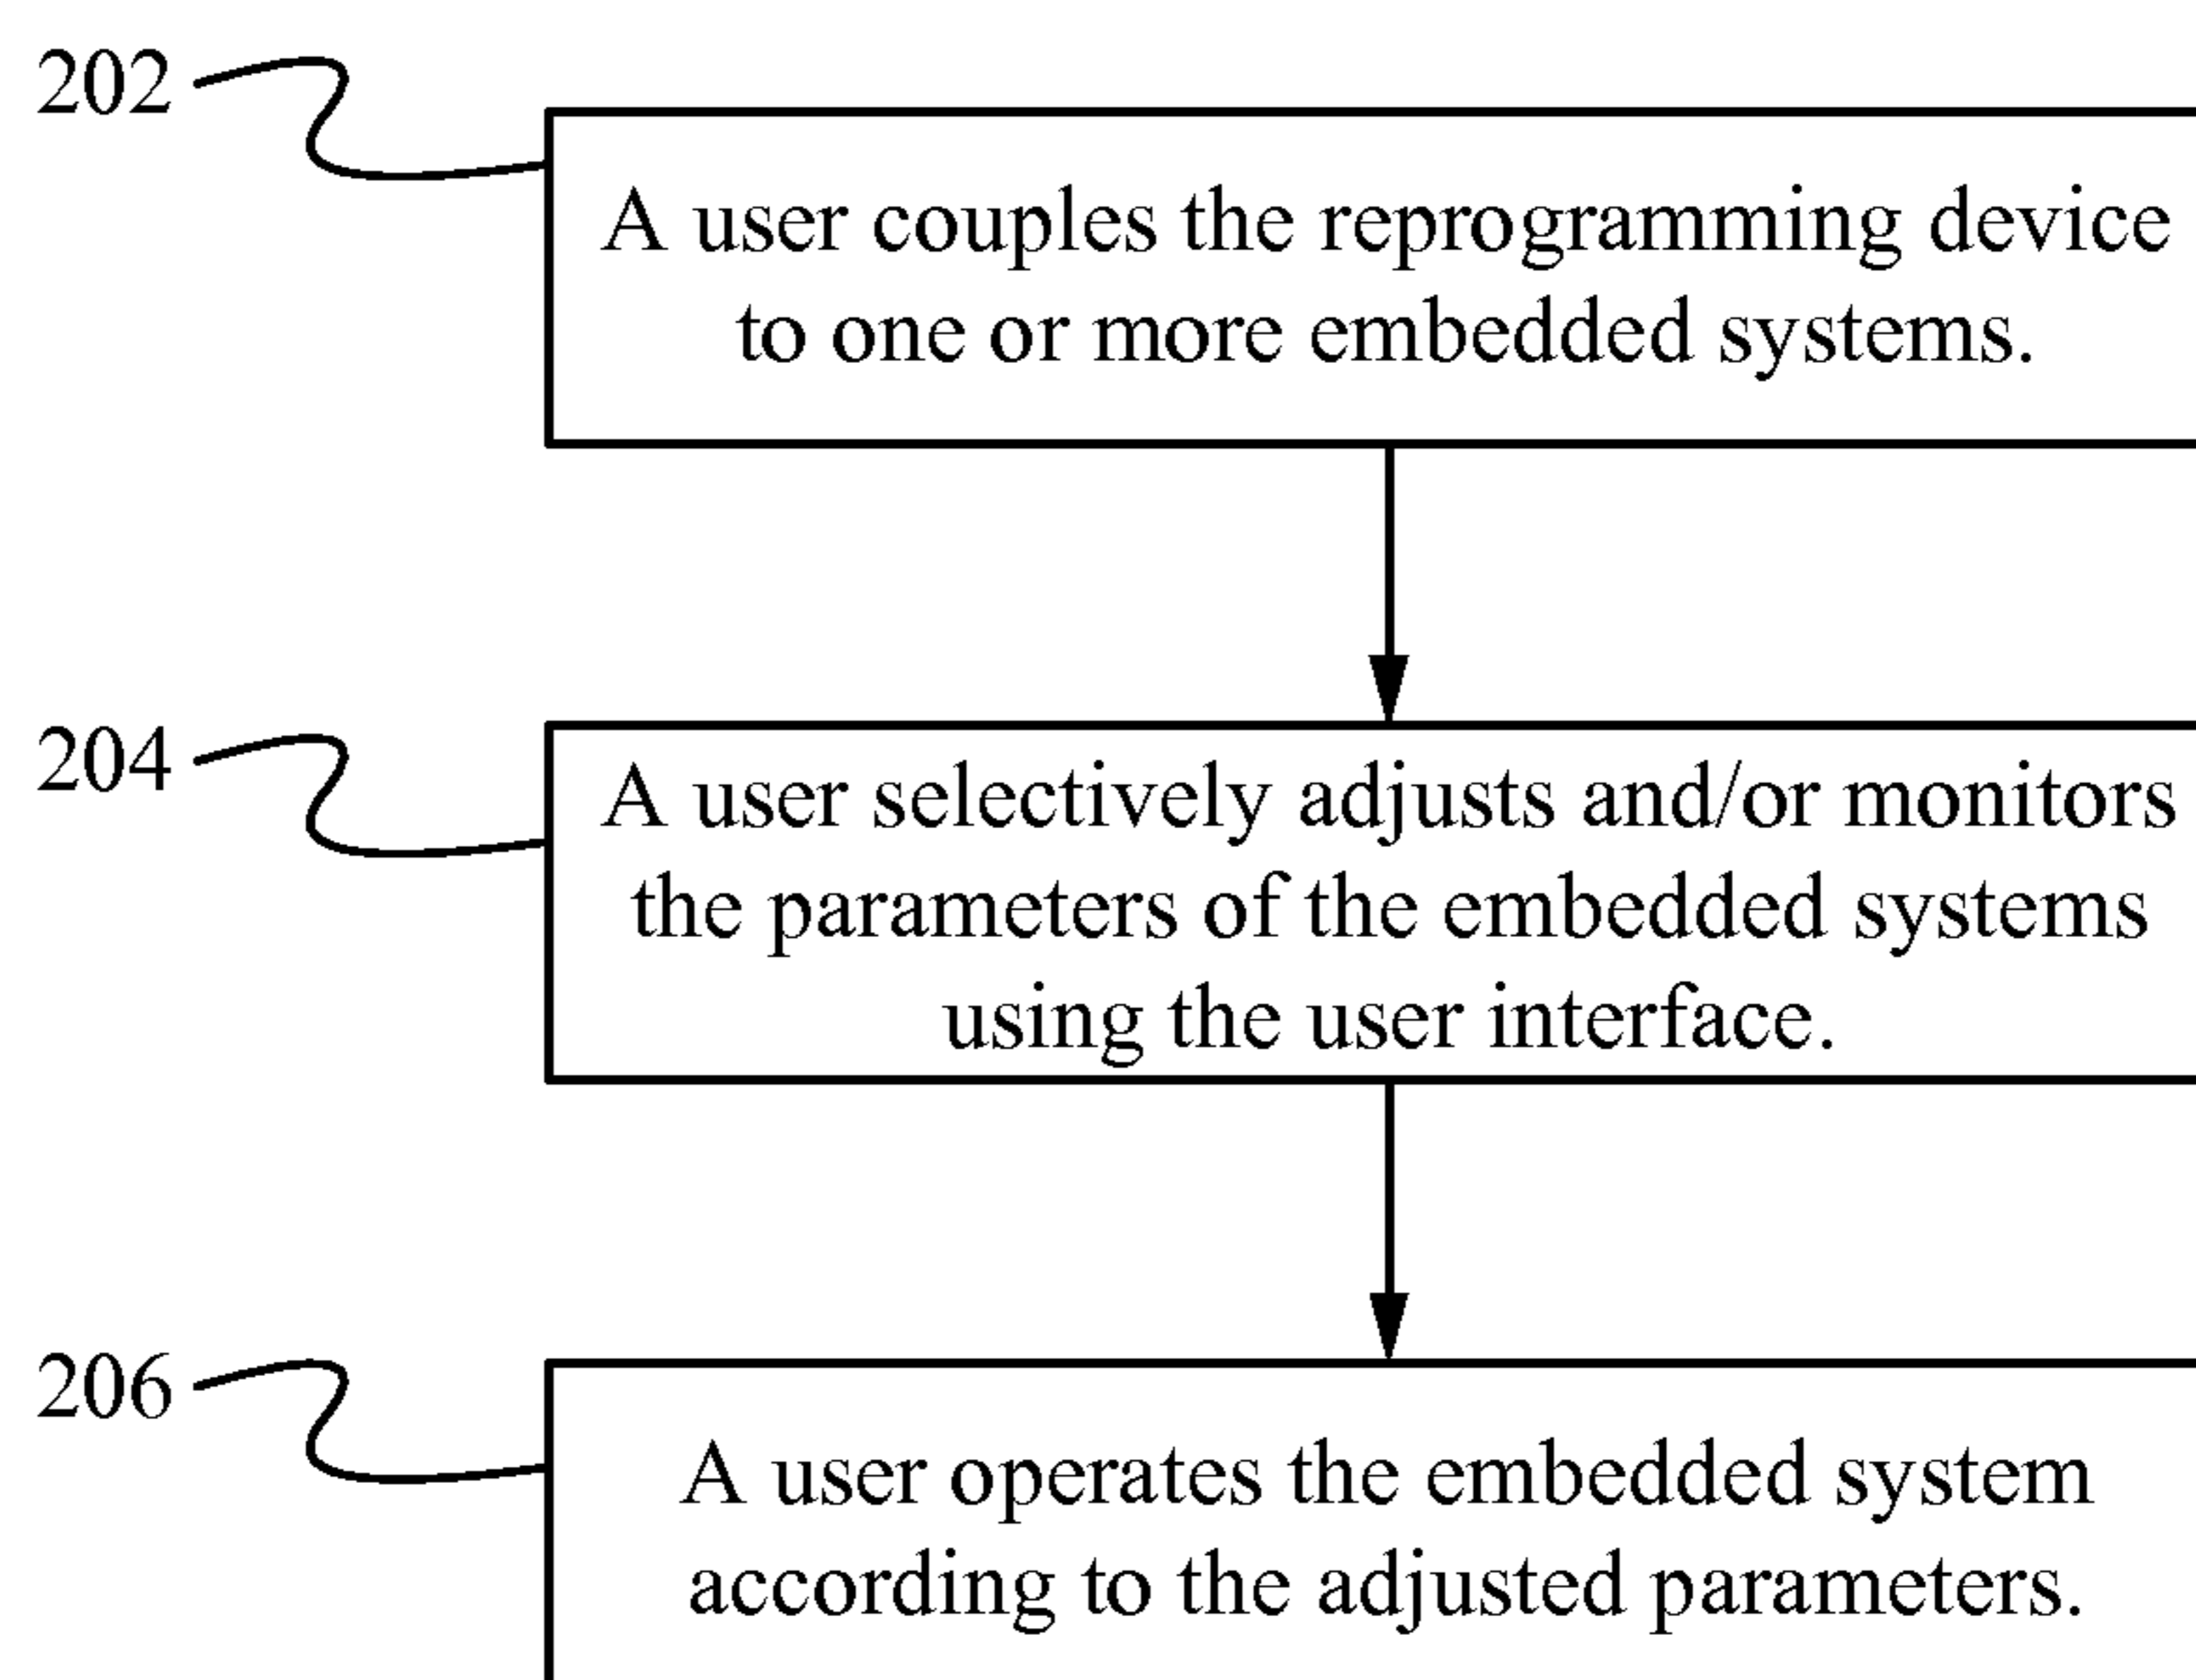 202
A user couples the reprogramming device
to one or more embedded systems.
204
A user selectively adjusts and/or monitors
the parameters of the embedded systems
using the user interface.
206
A user operates the embedded system
according to the adjusted parameters.